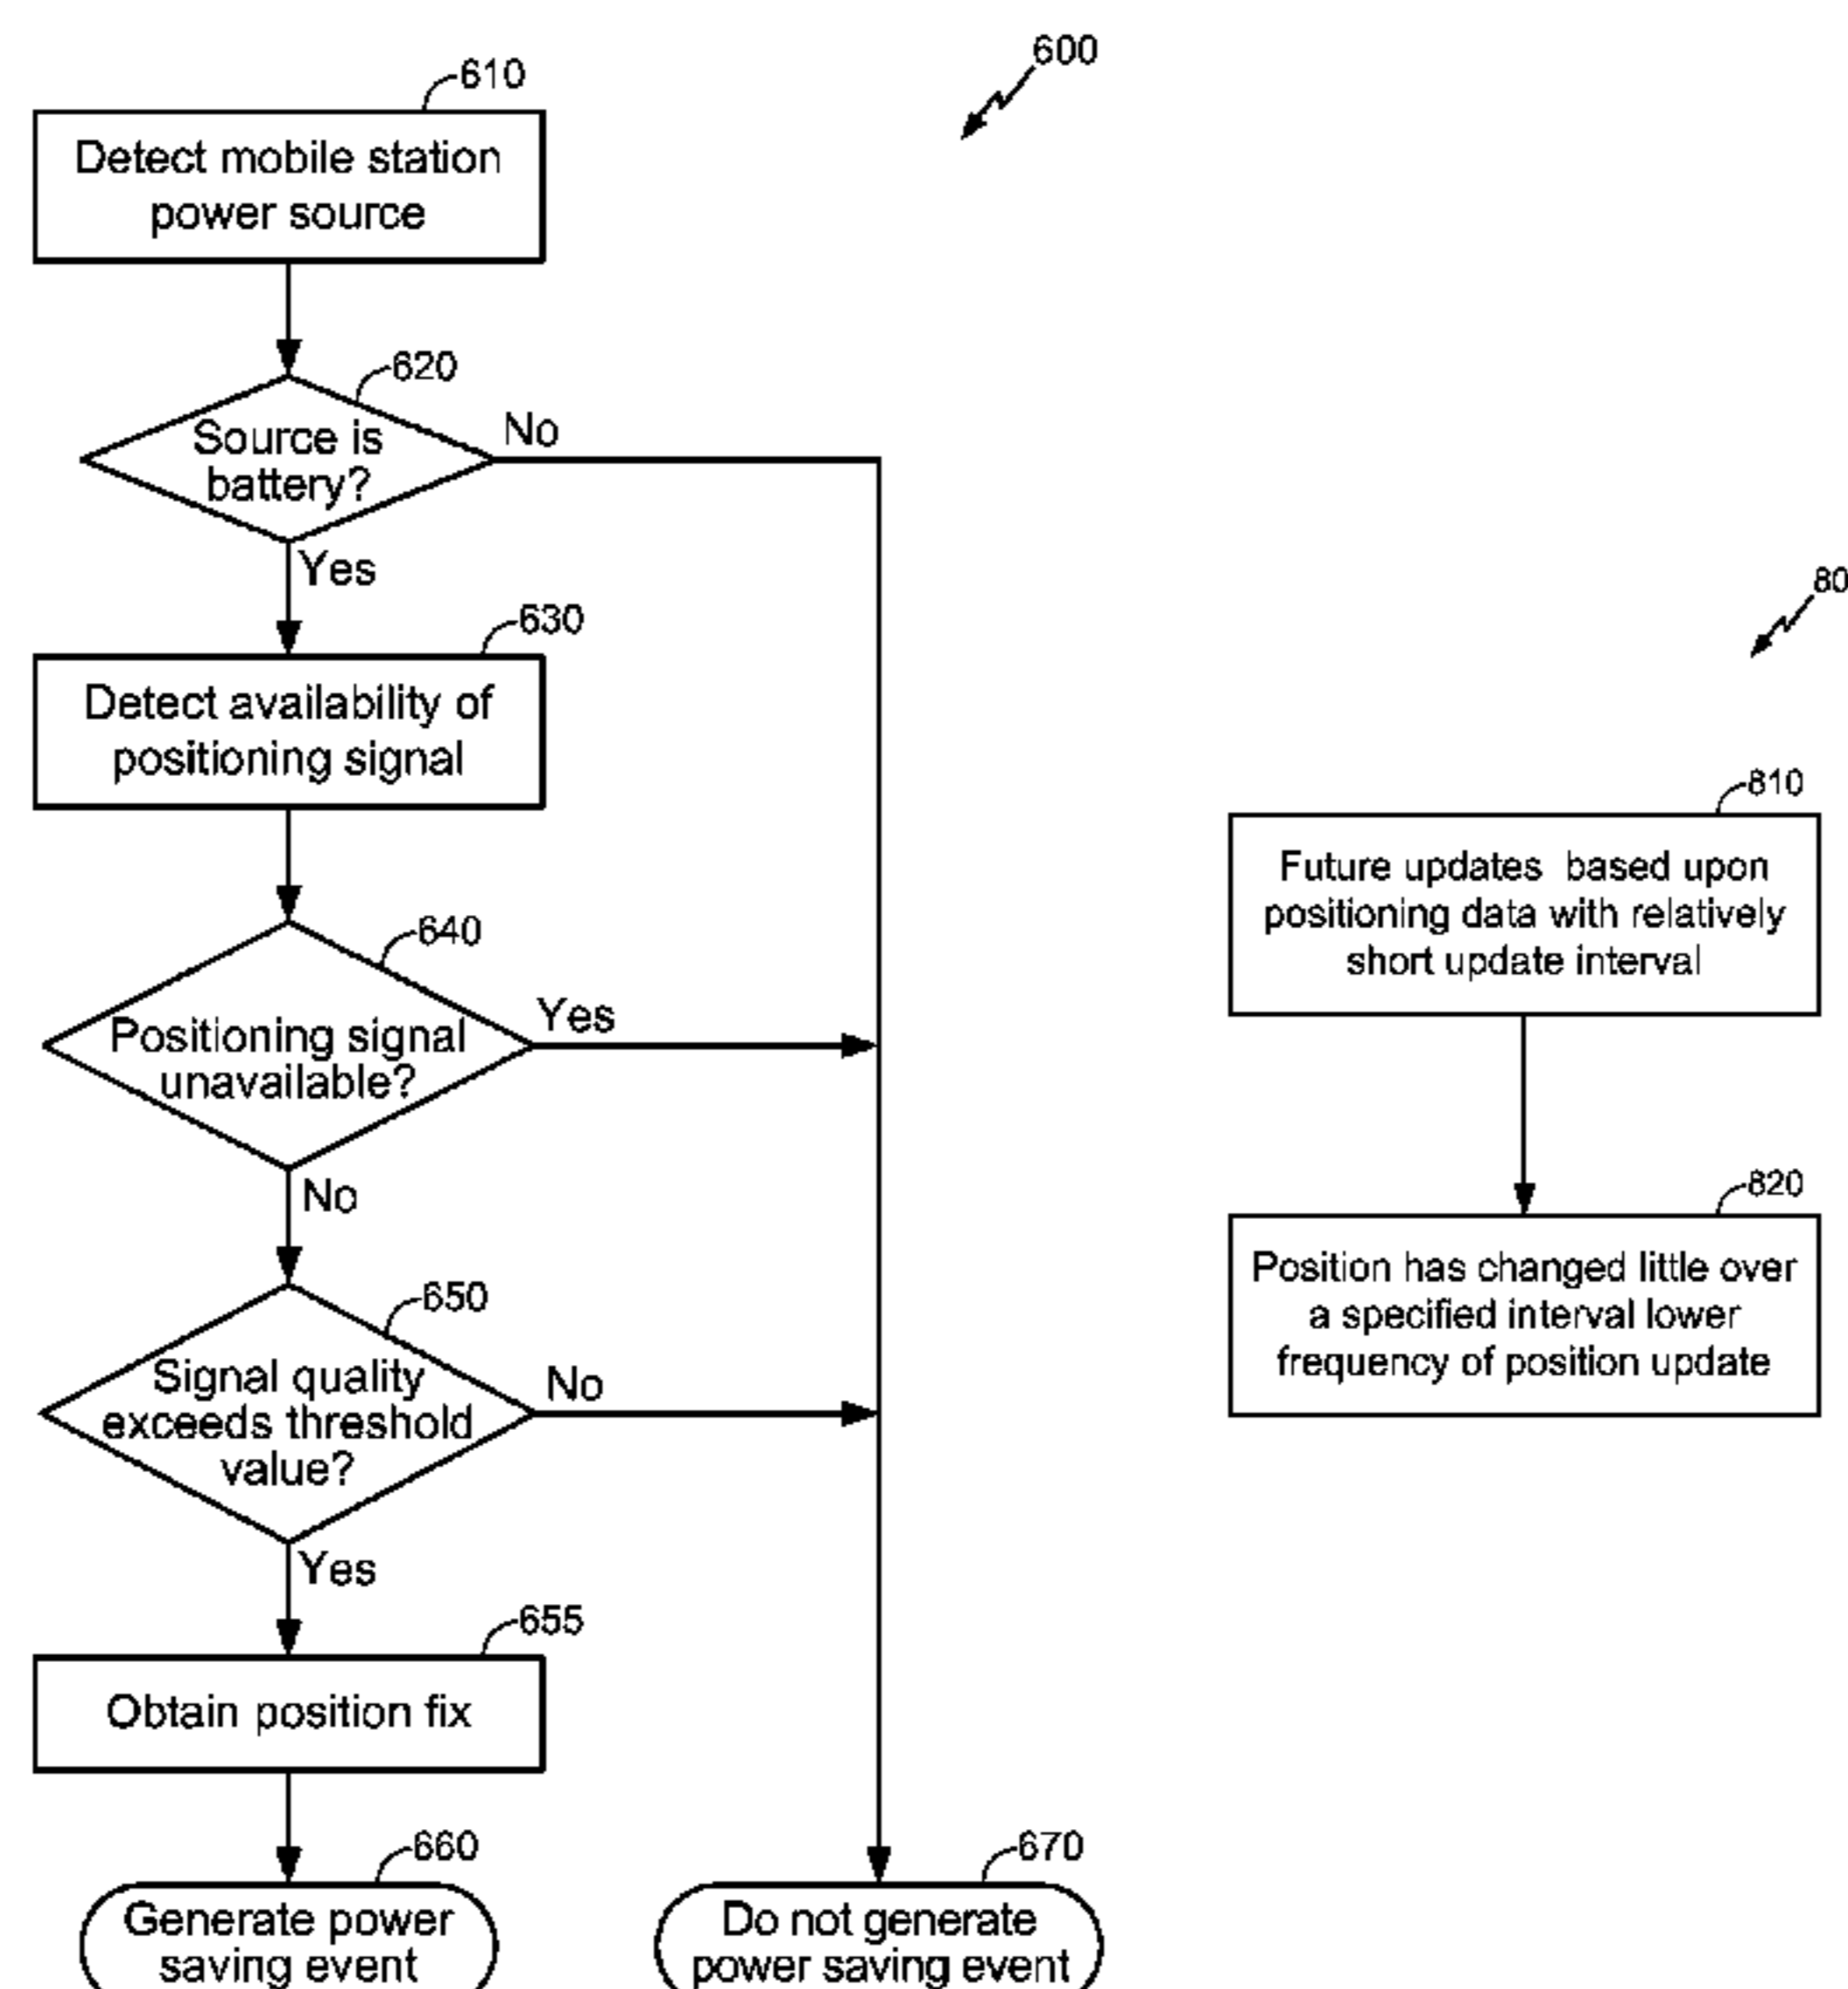 600
610
Detect mobile station
power source
620
Source is
battery?
No
Yes
630
Detect availability of
positioning signal
640
Positioning signal
unavailable?
Yes
No
650
Signal quality
exceeds threshold
value?
No
Yes
655
Obtain position fix
660
Generate power
saving event
670
Do not generate
power saving event
80
810
Future updates based upon
positioning data with relatively
short update interval
820
Position has changed little over
a specified interval lower
frequency of position update